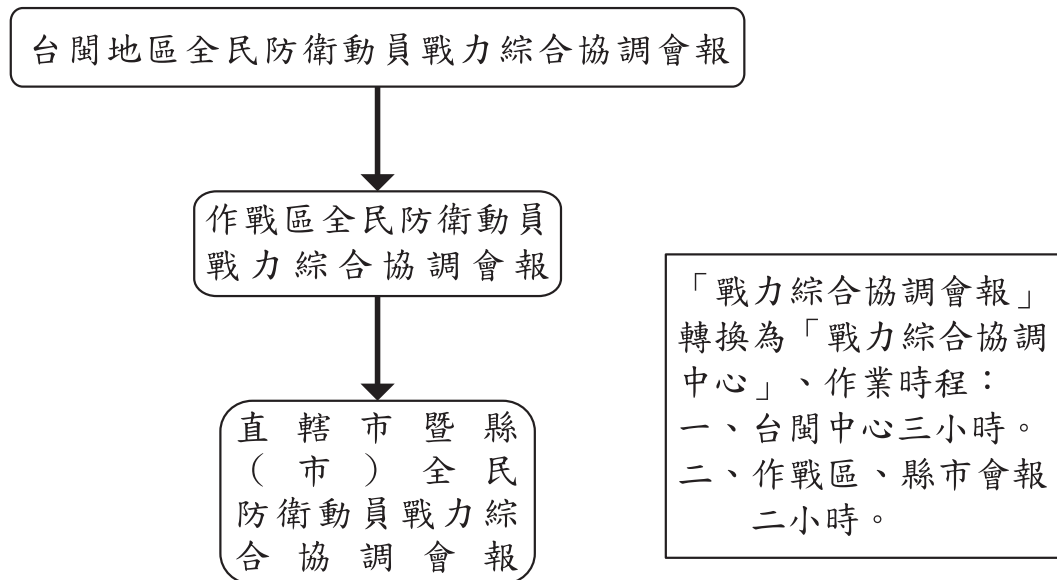 台閩地區全民防衛動員戰力綜合協調會報
作戰區全民防衛動員
戰力綜合協調會報
直轄市暨縣
（市）全民
防衛動員戰力綜
合協調會報
「戰力綜合協調會報」
轉換為「戰力綜合協調
中心」、作業時程：
一、台閩中心三小時。
二、作戰區、縣市會報
二小時。